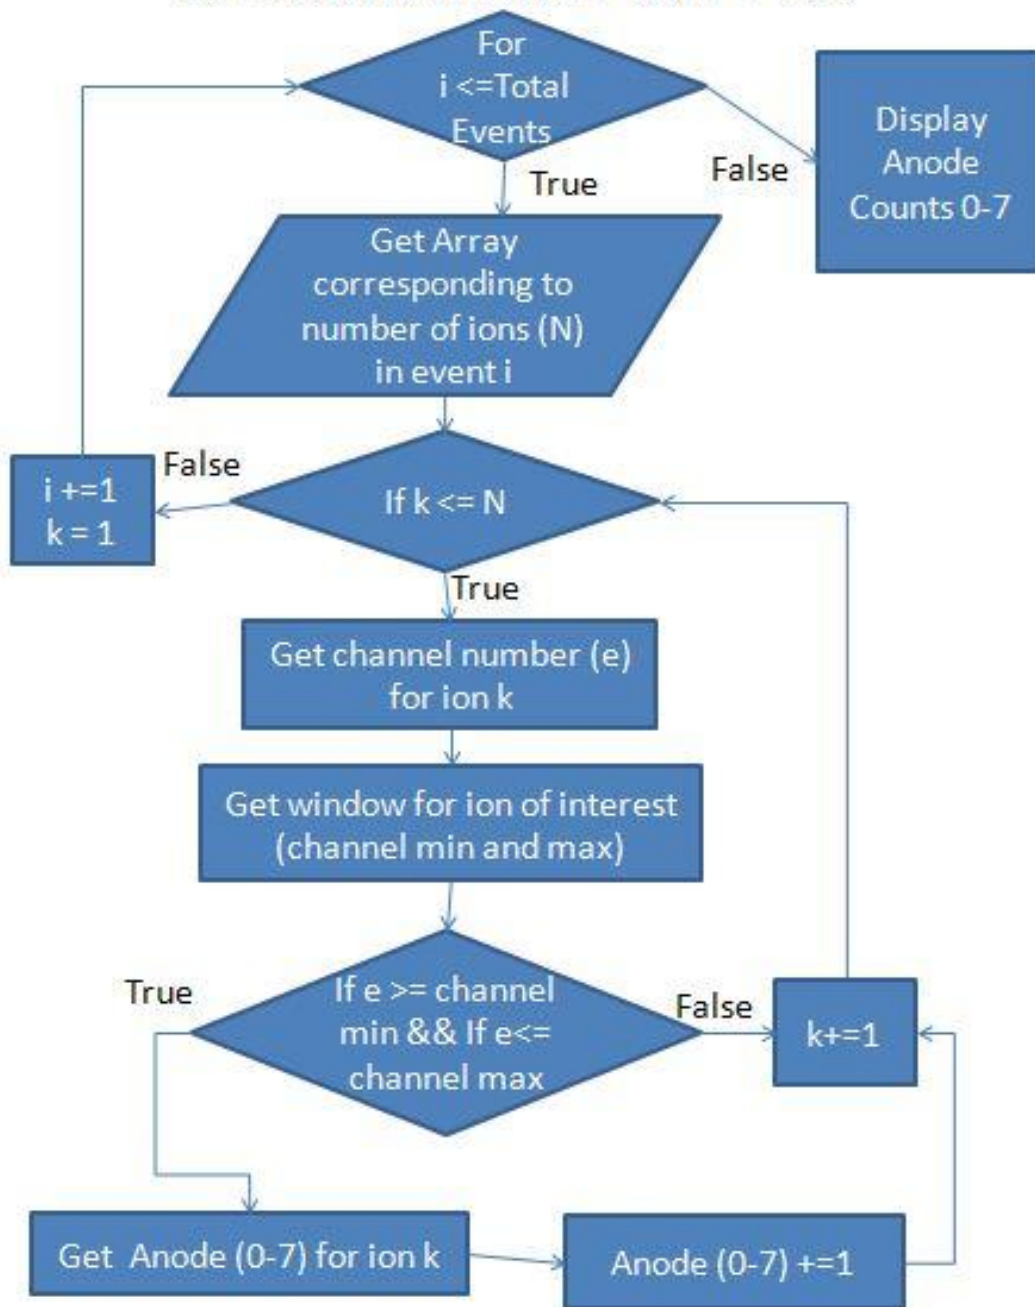 For
i <=Total
Events
True
False
Display
Anode
Counts 0-7
Get Array
corresponding to
number of ions (N)
in event i
False
i +=1
k = 1
If k <= N
True
Get channel number (e)
for ion k
Get window for ion of interest
(channel min and max)
True
If e >= channel
min && If e<=
channel max
False
k+=1
Get  Anode (0-7) for ion k
Anode (0-7) +=1